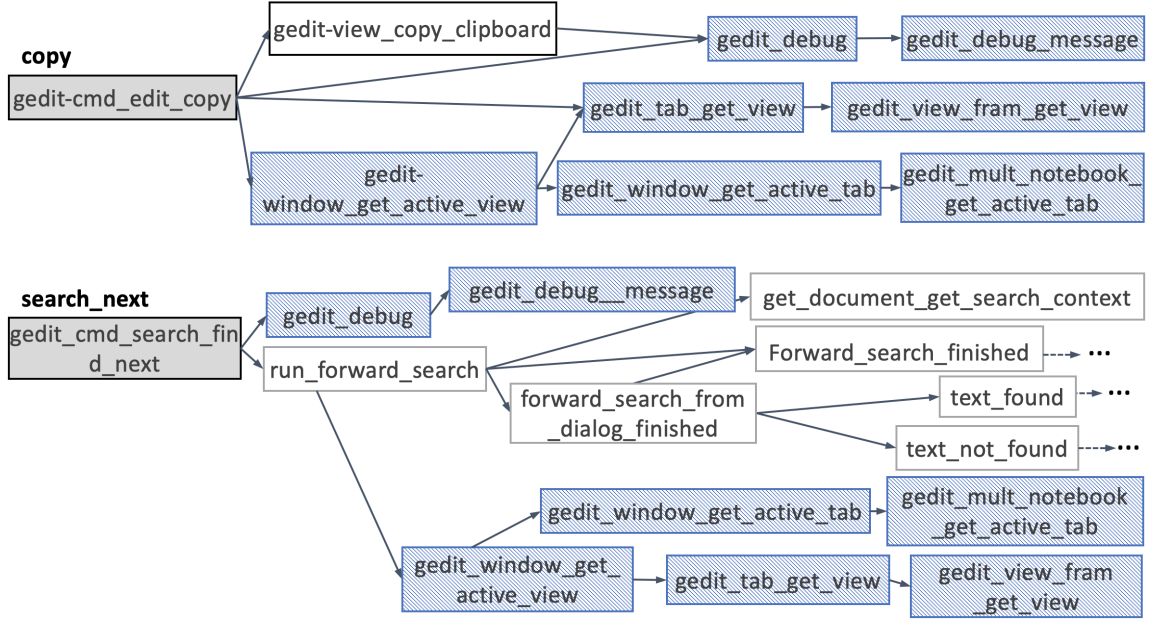 copy
gedit-cmd_edit_copy
gedit-view_copy_clipboard
gedit_debug
gedit_debug_message
gedit_tab_get_view
gedit_view_fram_get_view
gedit-
window_get_active_view
gedit_window_get_active_tab
gedit_mult_notebook_
get_active_tab
search_next
gedit_cmd_search_fin
d_next
gedit_debug
gedit_debug__message
get_document_get_search_context
run_forward_search
Forward_search_finished
...
forward_search_from
_dialog_finished
text_found
...
text_not_found
...
gedit_window_get_active_tab
gedit_mult_notebook
_get_active_tab
gedit_window_get_
active_view
gedit_tab_get_view
gedit_view_fram
_get_view